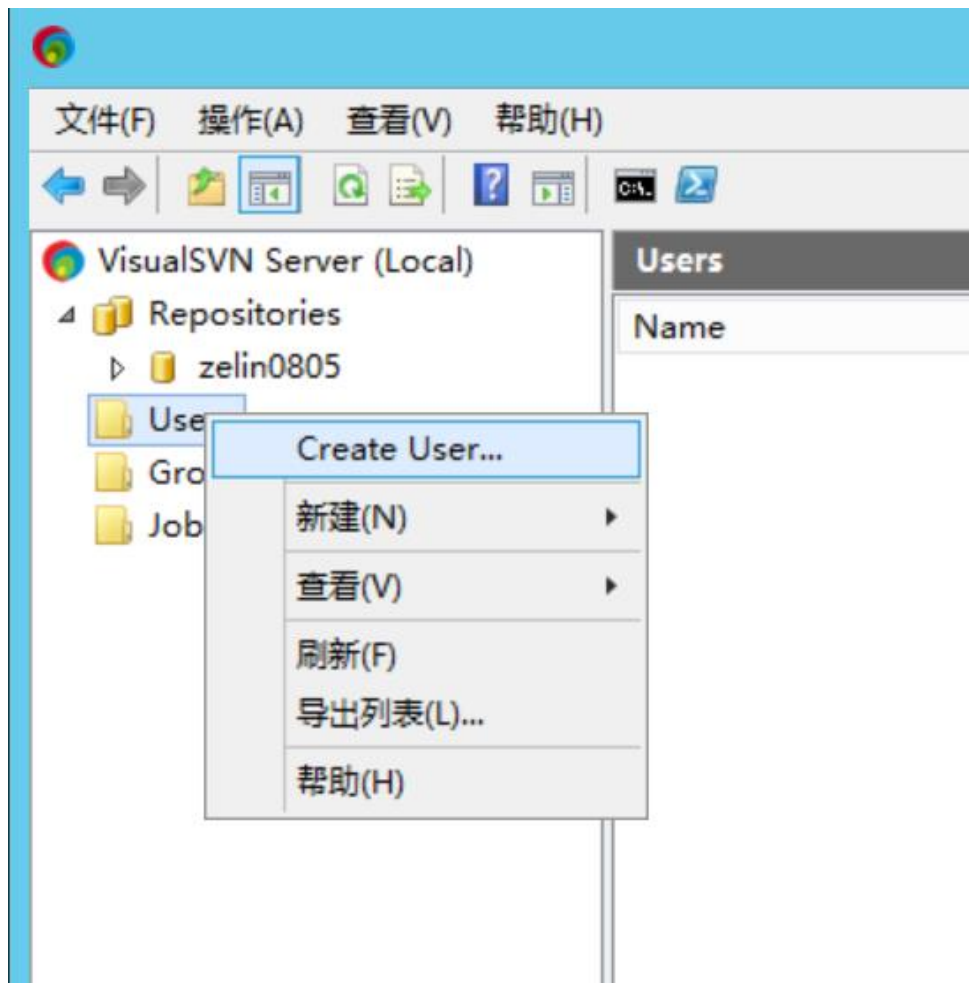 文件(F) 操作(A) 查看(V) 帮助(H)
VisualSVN Server (Local)
Repositories
zelin0805
Users
Name
Create User...
新建(N)
查看(V)
刷新(F)
导出列表(L)...
帮助(H)